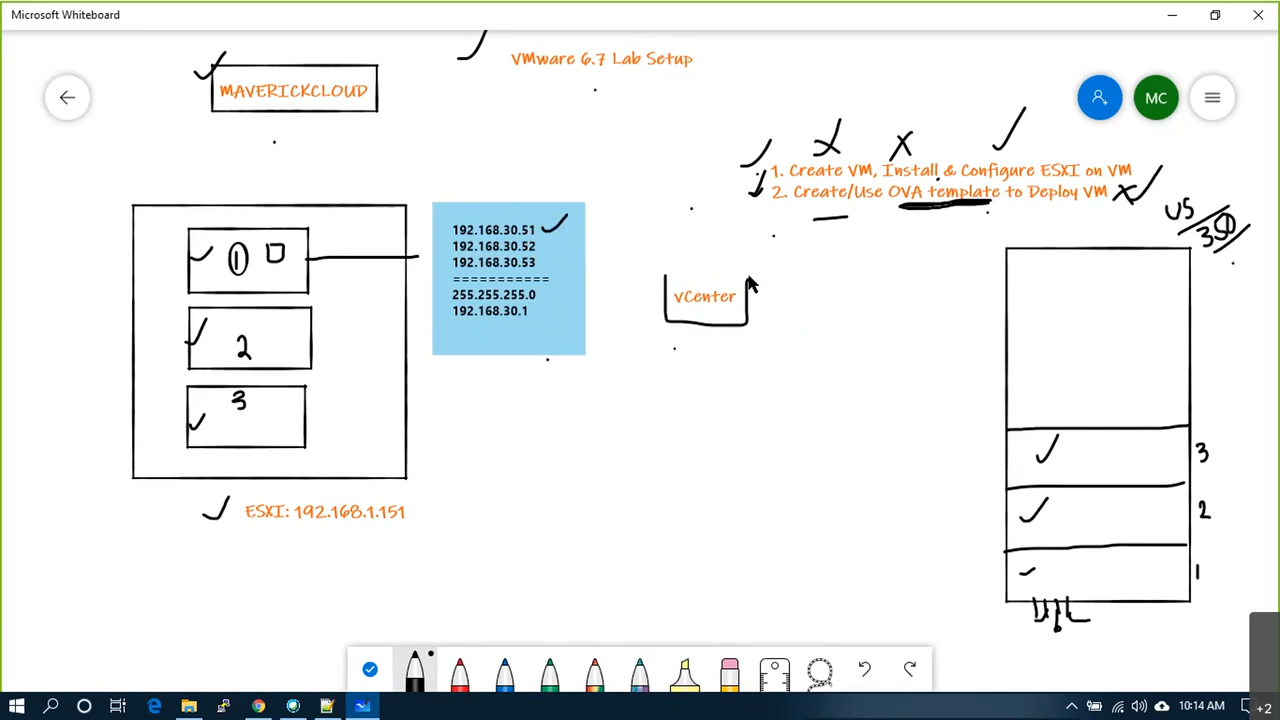 Microsoft Whiteboard
VMware 6.7 Lab Setup
MAVERICKCLOUD
MC
1. Create VM, Install & Configure ESXI on VM
2. Create/Use OVA template to Deploy VM
US
350
192.168.30.51
192.168.30.52
192.168.30.53
===========
255.255.255.0
192.168.30.1
1
2
3
vCenter
3
2
1
ESXI: 192.168.1.151
10:14 AM
+2